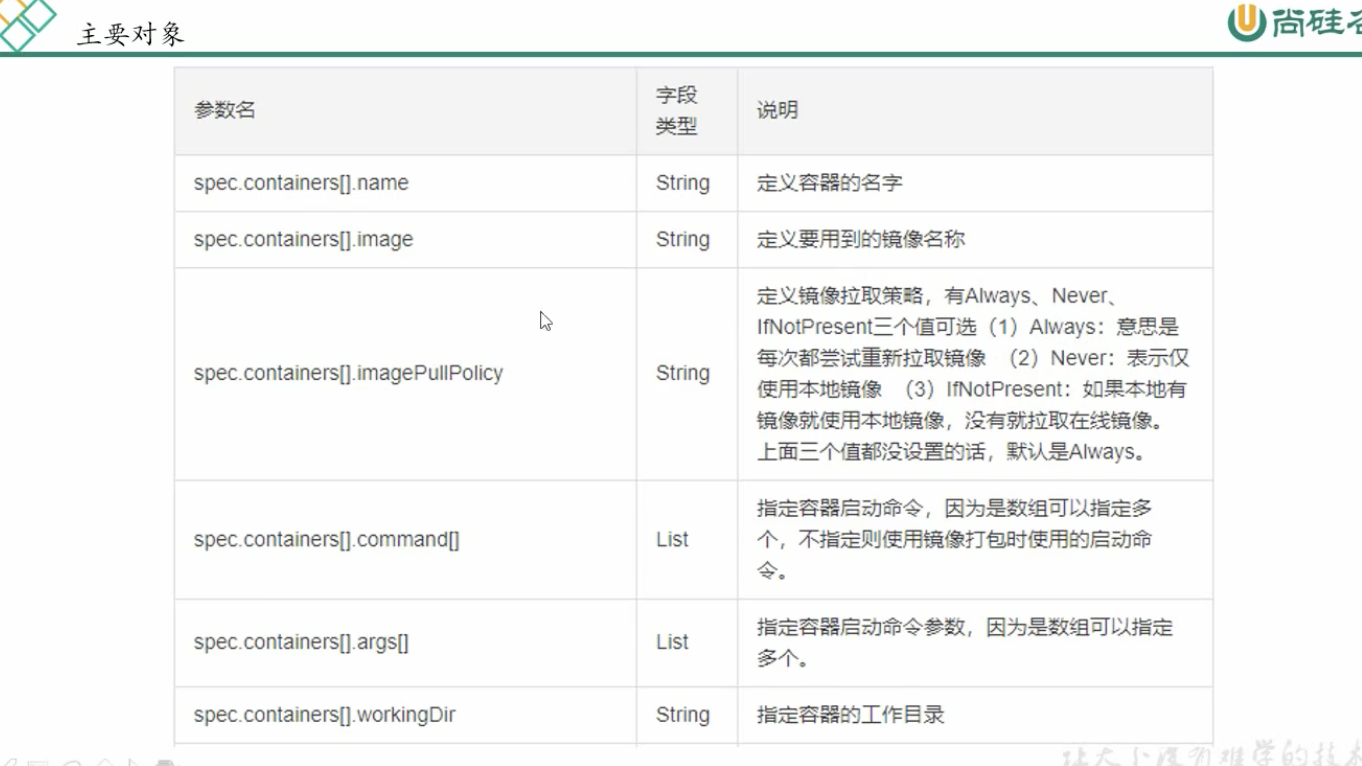 主要对象
尚硅
参数名
字段
类型
说明
spec.containers[].name
String
定义容器的名字
spec.containers[].image
String
定义要用到的镜像名称
spec.containers[].imagePullPolicy
String
定义镜像拉取策略，有Always、Never、
IfNotPresent三个值可选（1）Always：意思是
每次都尝试重新拉取镜像 （2）Never：表示仅
使用本地镜像 （3）IfNotPresent：如果本地有
镜像就使用本地镜像，没有就拉取在线镜像。
上面三个值都没设置的话，默认是Always。
spec.containers[].command[]
List
指定容器启动命令，因为是数组可以指定多
个，不指定则使用镜像打包时使用的启动命
令。
spec.containers[].args[]
List
指定容器启动命令参数，因为是数组可以指定
多个。
spec.containers[].workingDir
String
指定容器的工作目录
让天下没有难学的技术